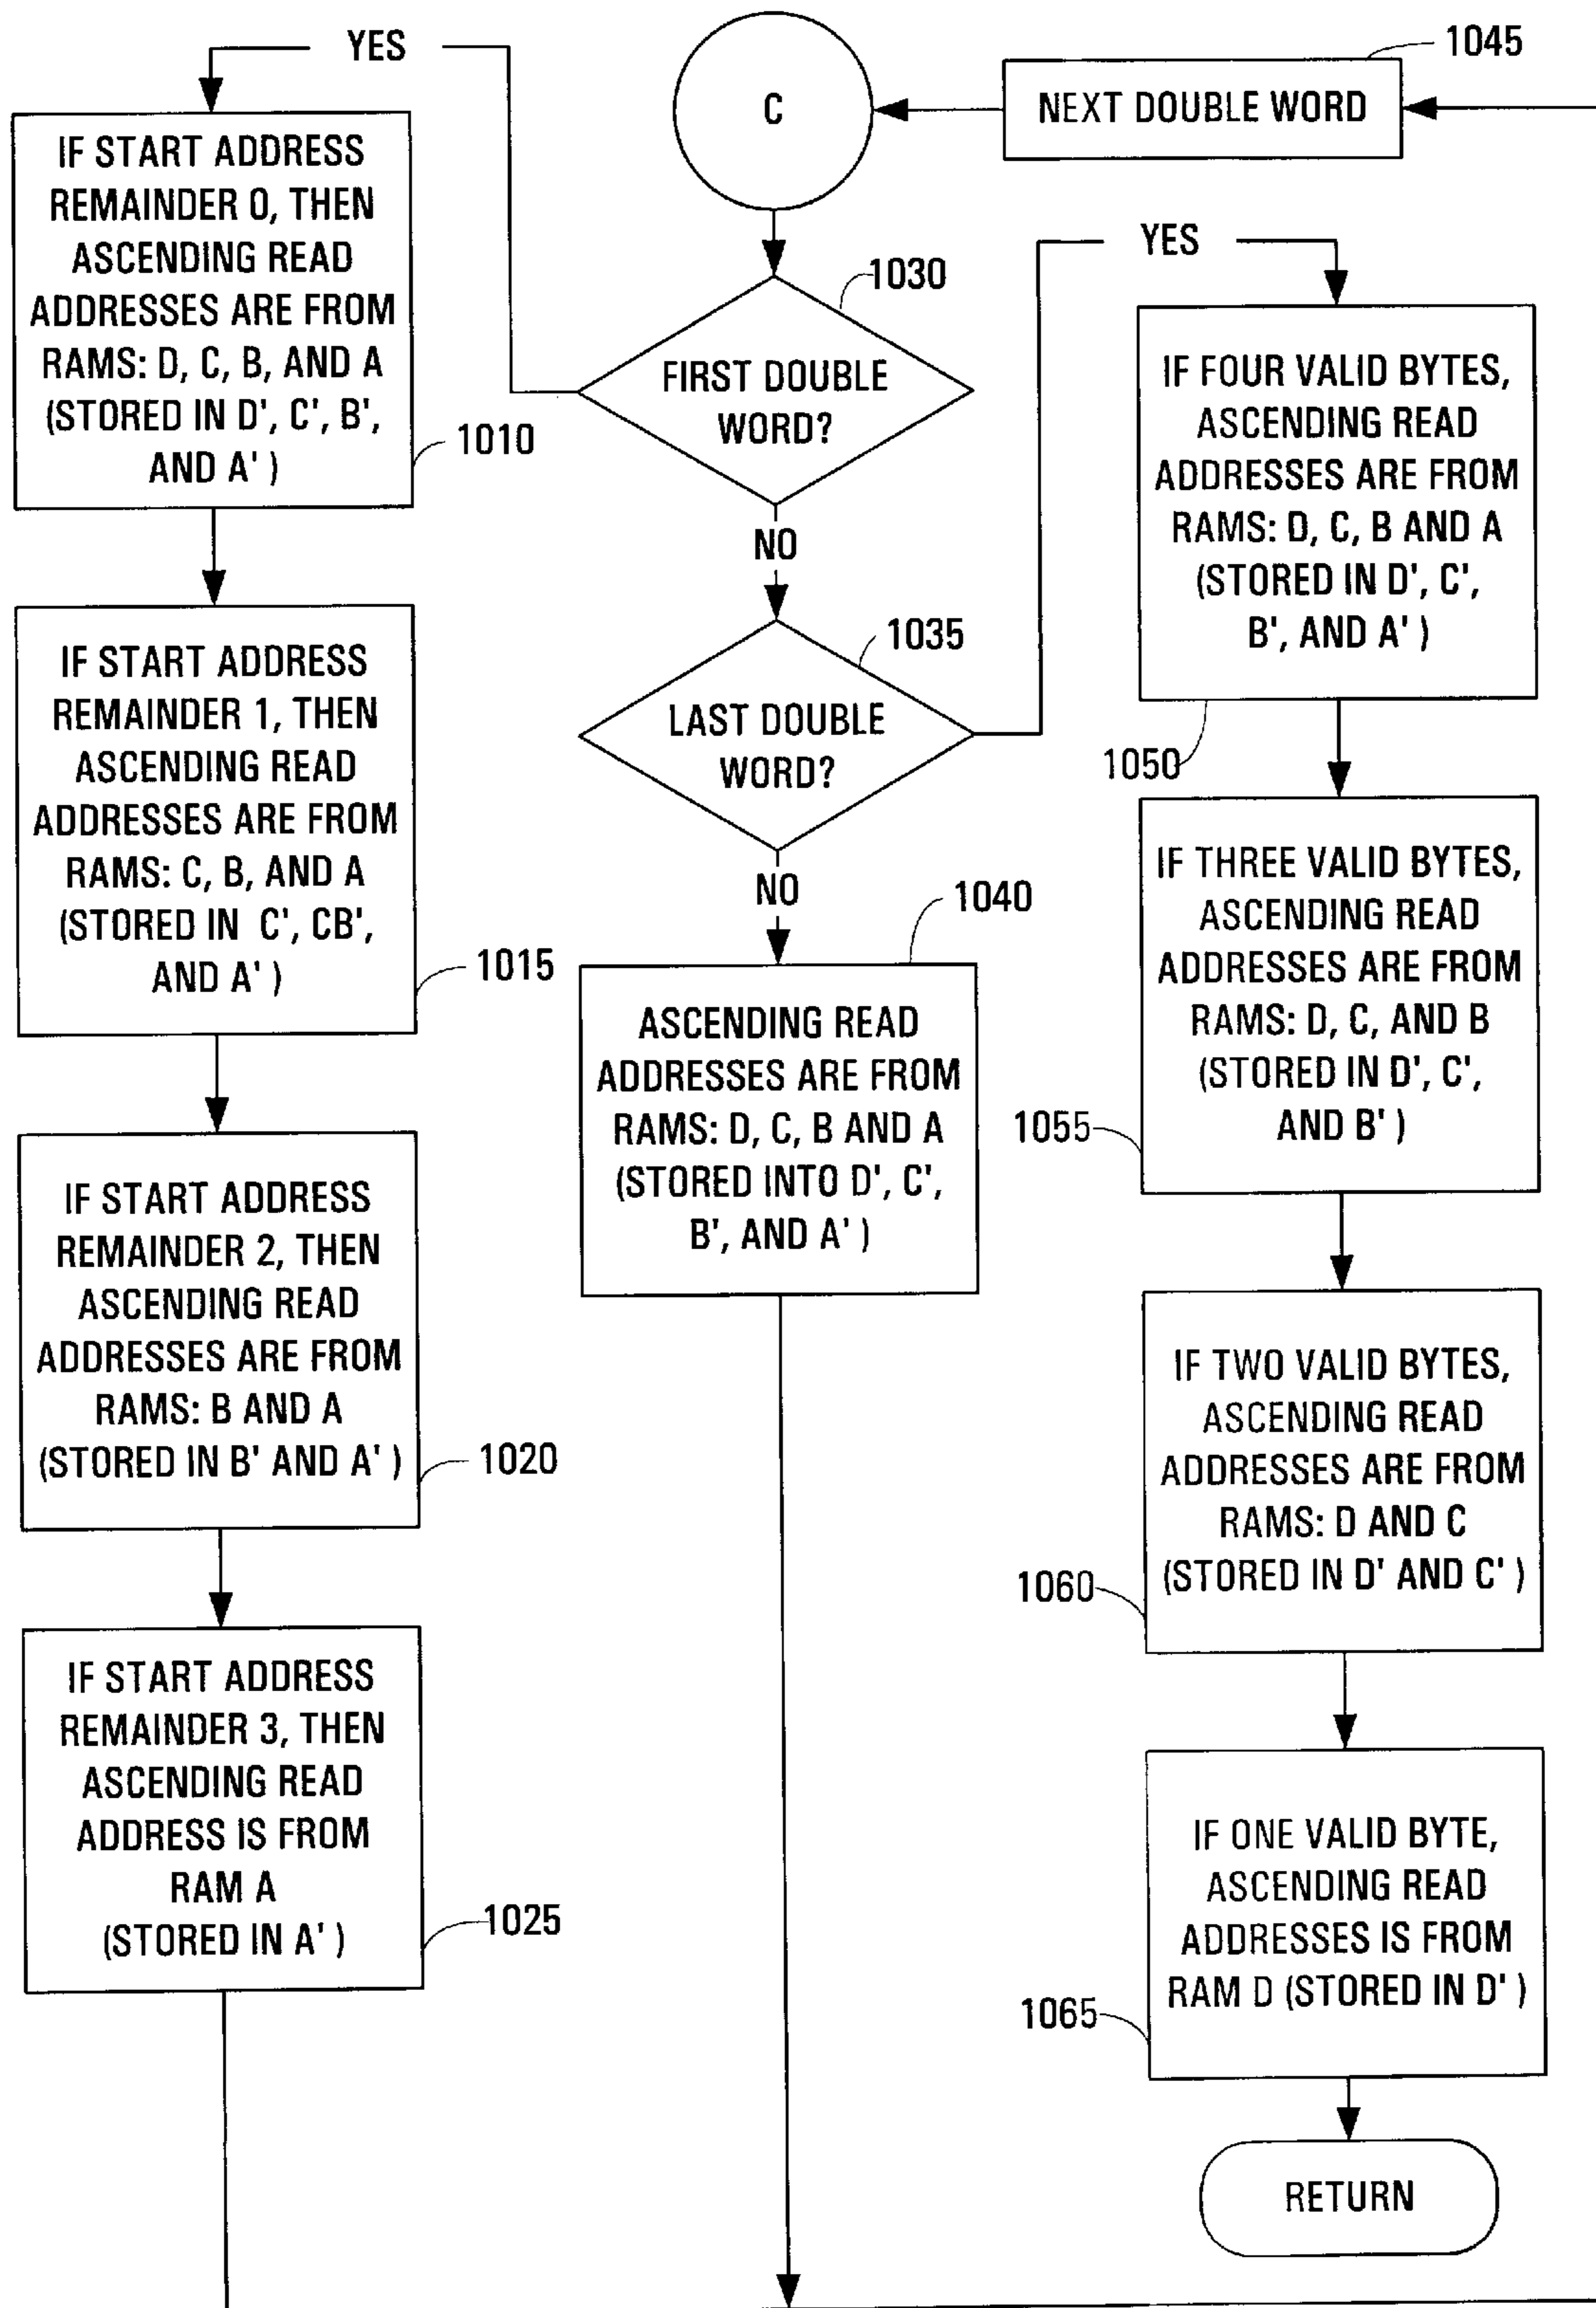 YES
IF START ADDRESS
REMAINDER 0, THEN
ASCENDING READ
ADDRESSES ARE FROM
RAMS: D, C, B, AND A
(STORED IN D', C', B',
AND A' )
1010
IF START ADDRESS
REMAINDER 1, THEN
ASCENDING READ
ADDRESSES ARE FROM
RAMS: C, B, AND A
(STORED IN C', CB',
AND A' )
1015
IF START ADDRESS
REMAINDER 2, THEN
ASCENDING READ
ADDRESSES ARE FROM
RAMS: B AND A
(STORED IN B' AND A' )
1020
IF START ADDRESS
REMAINDER 3, THEN
ASCENDING READ
ADDRESS IS FROM
RAM A
(STORED IN A' )
1025
C
1045
NEXT DOUBLE WORD
1030
FIRST DOUBLE
WORD?
NO
1035
LAST DOUBLE
WORD?
NO
1040
ASCENDING READ
ADDRESSES ARE FROM
RAMS: D, C, B AND A
(STORED INTO D', C',
B', AND A' )
YES
IF FOUR VALID BYTES,
ASCENDING READ
ADDRESSES ARE FROM
RAMS: D, C, B AND A
(STORED IN D', C',
B', AND A' )
1050
IF THREE VALID BYTES,
ASCENDING READ
ADDRESSES ARE FROM
RAMS: D, C, AND B
(STORED IN D', C',
AND B' )
1055
IF TWO VALID BYTES,
ASCENDING READ
ADDRESSES ARE FROM
RAMS: D AND C
(STORED IN D' AND C' )
1060
IF ONE VALID BYTE,
ASCENDING READ
ADDRESSES IS FROM
RAM D (STORED IN D' )
1065
RETURN